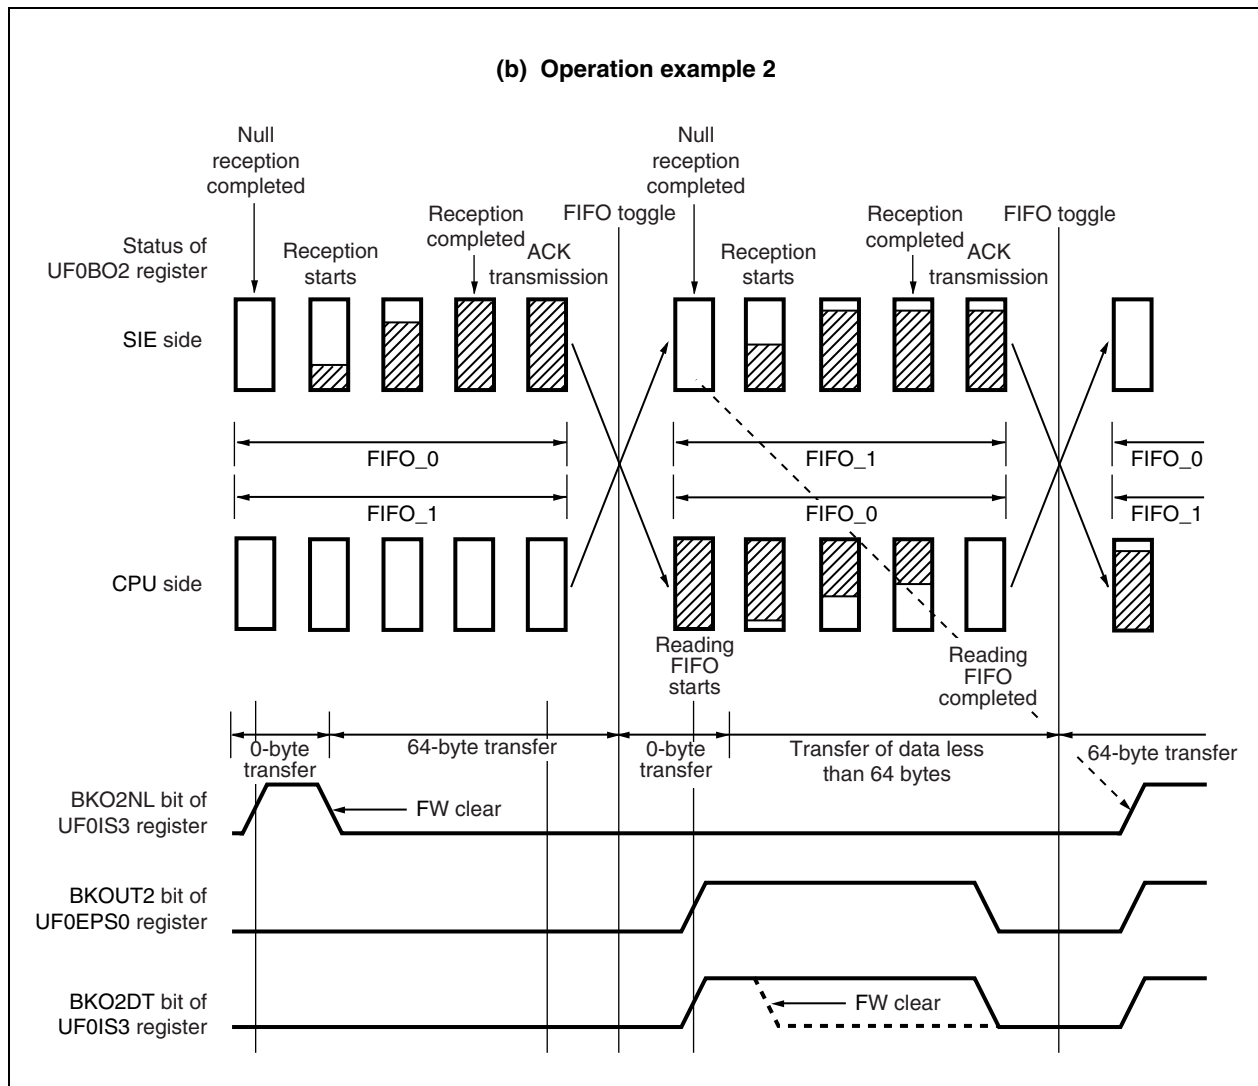 (b) Operation example 2
Null
reception
completed
Null
reception
completed
Status of
UF0BO2 register
Reception
starts
Reception
completed
ACK
transmission
FIFO toggle
Reception
starts
Reception
completed
ACK
transmission
FIFO toggle
SIE side
FIFO_0
FIFO_1
FIFO_0
FIFO_1
FIFO_0
FIFO_1
CPU side
Reading
FIFO
starts
Reading
FIFO
completed
0-byte
transfer
64-byte transfer
0-byte
transfer
Transfer of data less
than 64 bytes
64-byte transfer
BKO2NL bit of
UF0IS3 register
FW clear
BKOUT2 bit of
UF0EPS0 register
BKO2DT bit of
UF0IS3 register
FW clear